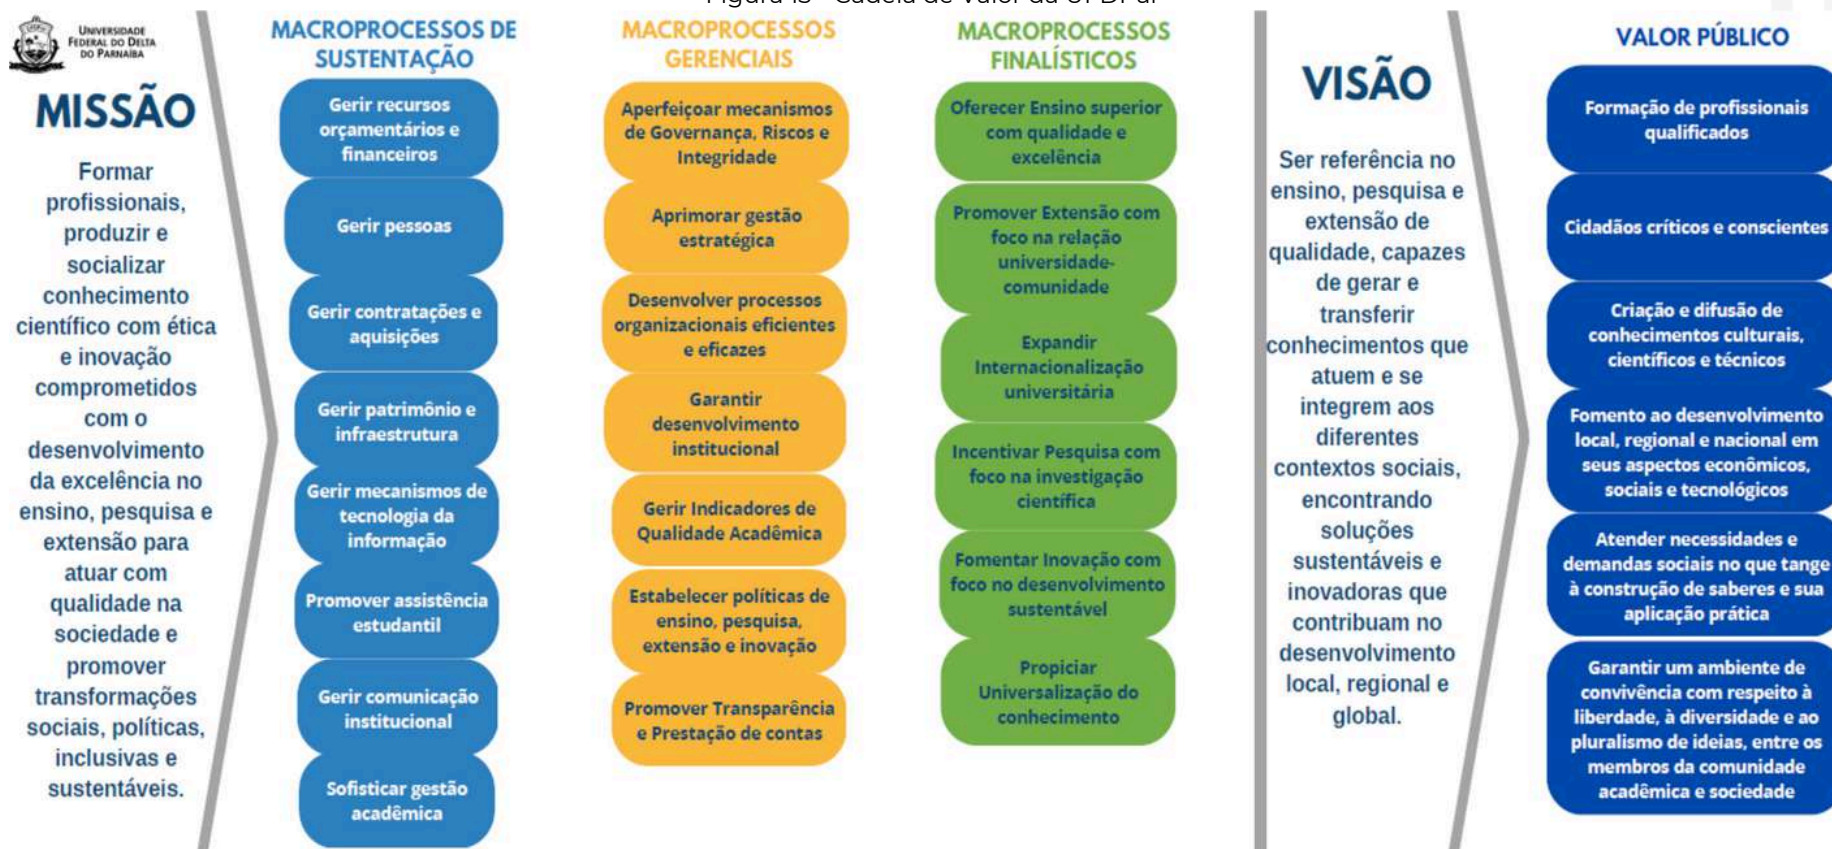 Figura 15 - Cadeia de Valor da UFDPar
UNIVERSIDADE
FEDERAL DO DELTA
DO PARNAÍBA
MISSÃO
Formar
profissionais,
produzir e
socializar
conhecimento
científico com ética
e inovação
comprometidos
com o
desenvolvimento
da excelência no
ensino, pesquisa e
extensão para
atuar com
qualidade na
sociedade e
promover
transformações
sociais, políticas,
inclusivas e
sustentáveis.
MACROPROCESSOS DE
SUSTENTAÇÃO
Gerir recursos
orçamentários e
financeiros
Gerir pessoas
Gerir contratações e
aquisições
Gerir patrimônio e
infraestrutura
Gerir mecanismos de
tecnologia da
informação
Promover assistência
estudantil
Gerir comunicação
institucional
Sofisticar gestão
acadêmica
MACROPROCESSOS
GERENCIAIS
Aperfeiçoar mecanismos
de Governança, Riscos e
Integridade
Aprimorar gestão
estratégica
Desenvolver processos
organizacionais eficientes
e eficazes
Garantir
desenvolvimento
institucional
Gerir Indicadores de
Qualidade Acadêmica
Estabelecer políticas de
ensino, pesquisa,
extensão e inovação
Promover Transparência
e Prestação de contas
MACROPROCESSOS
FINALÍSTICOS
Oferecer Ensino superior
com qualidade e
excelência
Promover Extensão com
foco na relação
universidade-
comunidade
Expandir
Internacionalização
universitária
Incentivar Pesquisa com
foco na investigação
científica
Fomentar Inovação com
foco no desenvolvimento
sustentável
Propiciar
Universalização do
conhecimento
VISÃO
Ser referência no
ensino, pesquisa e
extensão de
qualidade, capazes
de gerar e
transferir
conhecimentos que
atuem e se
integrem aos
diferentes
contextos sociais,
encontrando
soluções
sustentáveis e
inovadoras que
contribuam no
desenvolvimento
local, regional e
global.
VALOR PÚBLICO
Formação de profissionais
qualificados
Cidadãos críticos e conscientes
Criação e difusão de
conhecimentos culturais,
científicos e técnicos
Fomento ao desenvolvimento
local, regional e nacional em
seus aspectos econômicos,
sociais e tecnológicos
Atender necessidades e
demandas sociais no que tange
à construção de saberes e sua
aplicação prática
Garantir um ambiente de
convivência com respeito à
liberdade, à diversidade e ao
pluralismo de ideias, entre os
membros da comunidade
acadêmica e sociedade